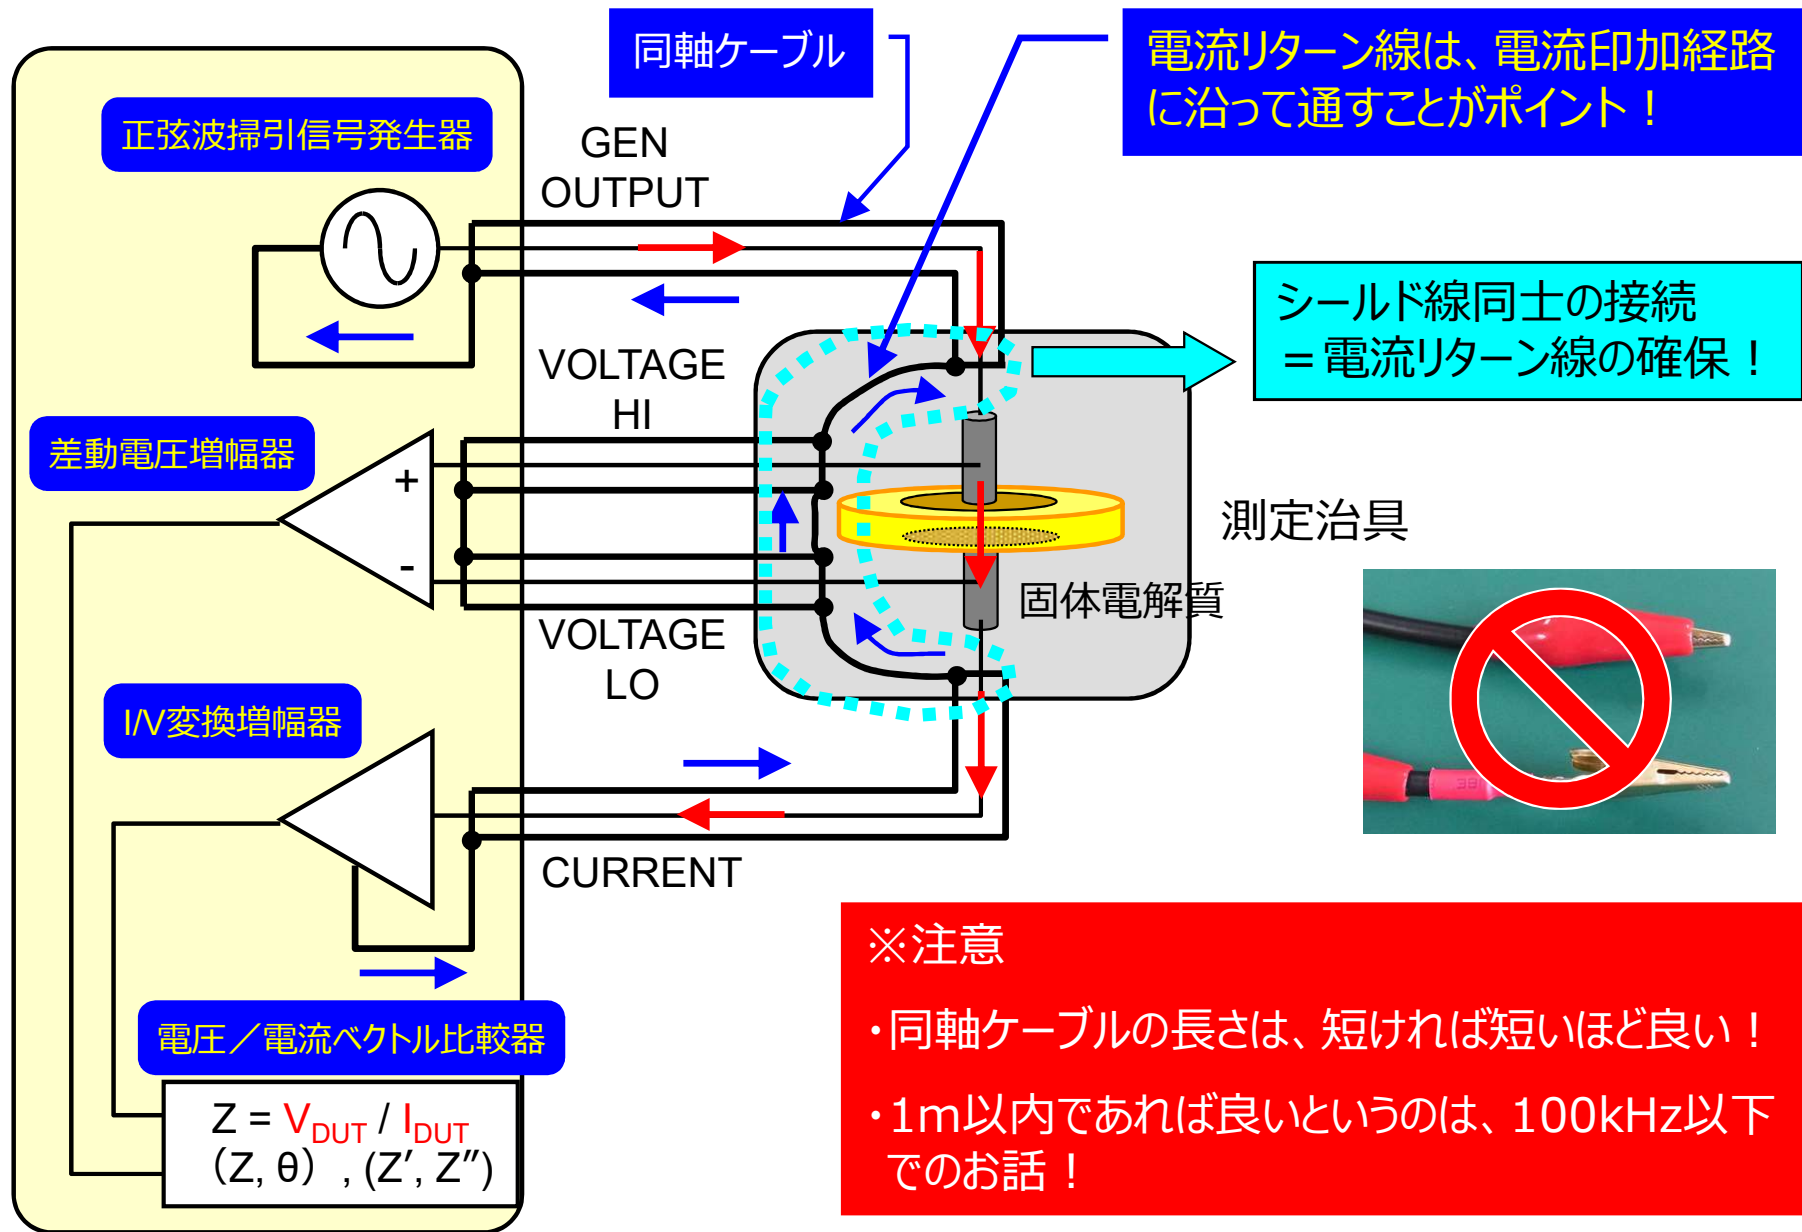 同軸ケーブル
電流リターン線は、電流印加経路
に沿って通すことがポイント！
正弦波掃引信号発生器
GEN
OUTPUT
シールド線同士の接続
＝電流リターン線の確保！
VOLTAGE
HI
差動電圧増幅器
+
-
測定治具
固体電解質
VOLTAGE
LO
I/V変換増幅器
CURRENT
※注意
・同軸ケーブルの長さは、短ければ短いほど良い！
・1m以内であれば良いというのは、100kHz以下
でのお話！
電圧／電流ベクトル比較器
Z = V_DUT / I_DUT
（Z, θ）, (Z′, Z″)